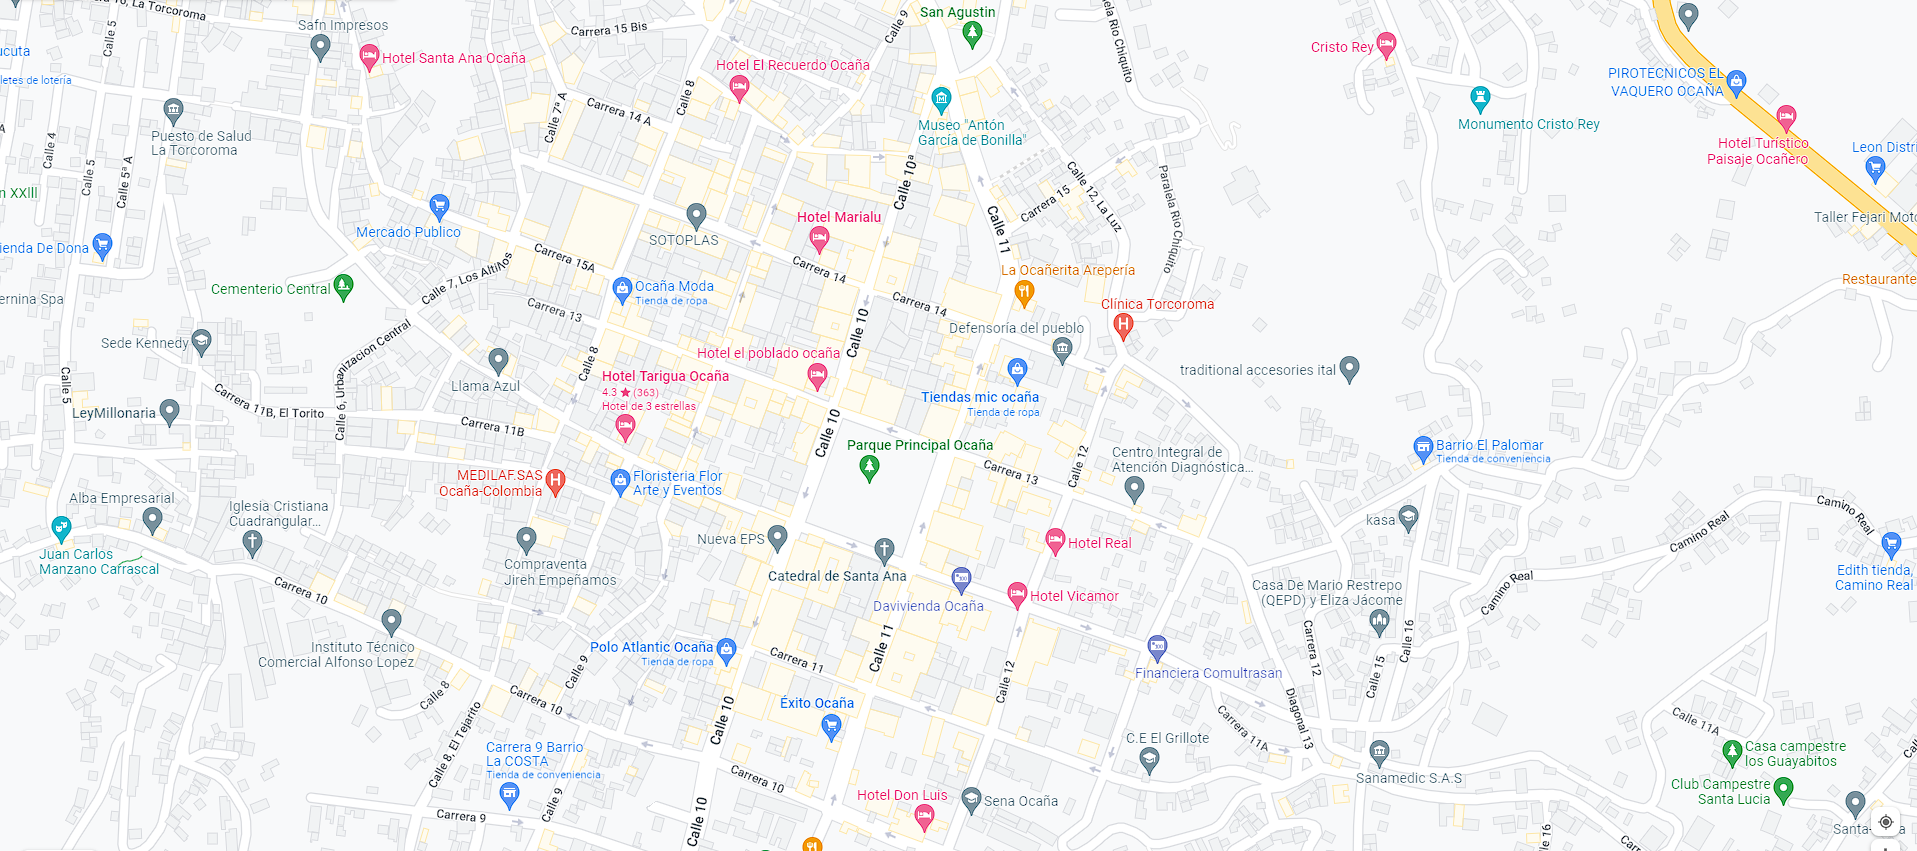 10, La Torcoroma
Safn Impresos
Calle 5
Hotel Santa Ana Ocaña
Carrera 15 Bis
Calle 9
San Agustin
Paralela Rio Chiquito
Cristo Rey
PIROTECNICOS EL
VAQUERO OCAÑA
ucuta
letes de lotería
Hotel El Recuerdo Ocaña
Calle 8
Calle 7ª A
Carrera 14 A
Puesto de Salud
La Torcoroma
Calle 4
Calle 5
Calle 5ª A
Museo "Antón
García de Bonilla"
Monumento Cristo Rey
Hotel Turístico
Paisaje Ocañero
Leon Distri
n XXIII
Calle 10ª
Calle 12, La Luz
Carrera 15
Paralela Rio Chiquito
Calle 11
Taller Fejari Moto
Mercado Publico
Hotel Marialu
SOTOPLAS
ienda De Dona
Carrera 15A
Carrera 14
Calle 7, Los Altillos
La Ocañerita Arepería
Restaurante
Cementerio Central
Ocaña Moda
Tienda de ropa
ernina Spa
Carrera 13
Carrera 14
Clínica Torcoroma
Calle 10
Defensoría del pueblo
Sede Kennedy
Urbanizacion Central
Calle 6,
Calle 8
Hotel el poblado ocaña
traditional accesories ital
Llama Azul
Hotel Tarigua Ocaña
4.3 ★ (363)
Hotel de 3 estrellas
Calle 5
Carrera 11B, El Torito
LeyMillonaria
Carrera 11B
Tiendas mic ocaña
Tienda de ropa
Calle 10
Parque Principal Ocaña
Carrera 13
Calle 12
Centro Integral de
Atención Diagnóstica...
Barrio El Palomar
Tienda de conveniencia
MEDILAF.SAS
Ocaña-Colombia
Floristeria Flor
Arte y Eventos
Alba Empresarial
Iglesia Cristiana
Cuadrangular...
kasa
Camino Real
Camino Real
Juan Carlos
Manzano Carrascal
Compraventa
Jireh Empeñamos
Nueva EPS
Catedral de Santa Ana
Hotel Real
Edith tienda,
Camino Real
Carrera 10
Davivienda Ocaña
Hotel Vicamor
Casa De Mario Restrepo
(QEPD) y Eliza Jácome
Camino Real
Instituto Técnico
Comercial Alfonso Lopez
Polo Atlantic Ocaña
Tienda de ropa
Calle 11
Carrera 11
Calle 12
Financiera Comultrasan
Carrera 12
Calle 15
Calle 16
Calle 8
Calle 9
Carrera 10
Éxito Ocaña
Calle 10
Diagonal 13
Carrera 11A
Calle 11A
Calle 8, El Tejarito
Carrera 9 Barrio
La COSTA
Tienda de conveniencia
Carrera 10
C.E El Grillote
Sanamedic S.A.S
Casa campestre
los Guayabitos
Club Campestre
Santa Lucia
Calle 9
Carrera 9
Calle 10
Hotel Don Luis
Sena Ocaña
16
Santa-